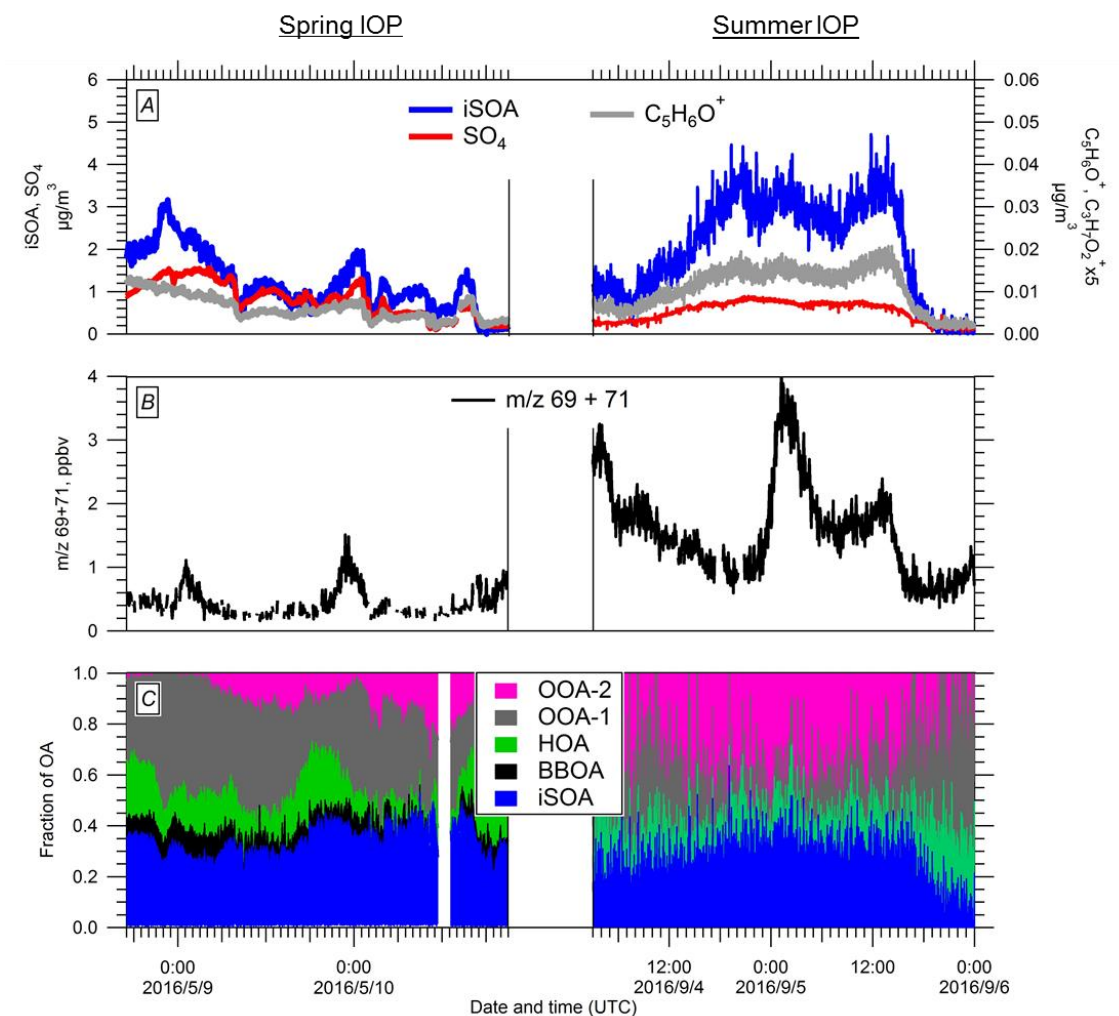 Spring IOP
Summer IOP
6
5
4
3
2
1
0
iSOA, SO₄
µg/m³
A
iSOA
SO₄
C₅H₆O⁺
0.06
0.05
0.04
0.03
0.02
0.01
0.00
C₅H₆O⁺, C₃H₇O₂⁺x5
µg/m³
4
3
2
1
0
m/z 69+71, ppbv
B
m/z 69 + 71
1.0
0.8
0.6
0.4
0.2
0.0
Fraction of OA
C
OOA-2
OOA-1
HOA
BBOA
iSOA
0:00
2016/5/9
0:00
2016/5/10
12:00
2016/9/4
0:00
2016/9/5
12:00
0:00
2016/9/6
Date and time (UTC)